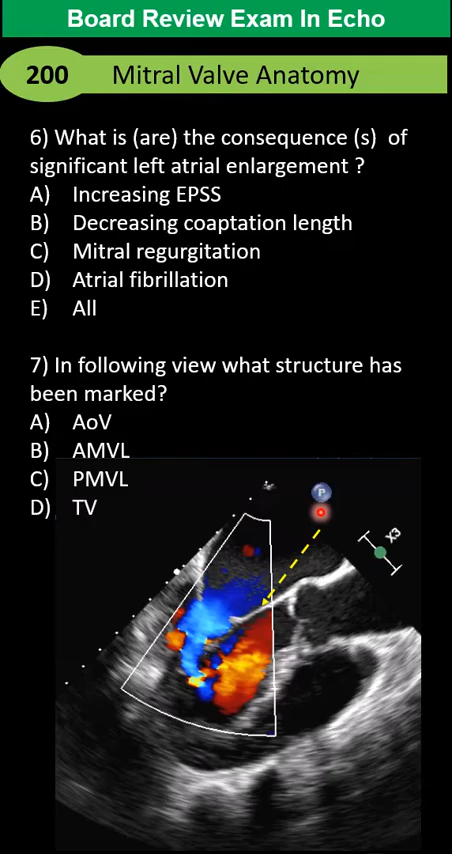 Board Review Exam In Echo
200 Mitral Valve Anatomy
6) What is (are) the consequence (s) of
significant left atrial enlargement ?
A) Increasing EPSS
B) Decreasing coaptation length
C) Mitral regurgitation
D) Atrial fibrillation
E) All
7) In following view what structure has
been marked?
A) AoV
B) AMVL
C) PMVL
D) TV
P
X3